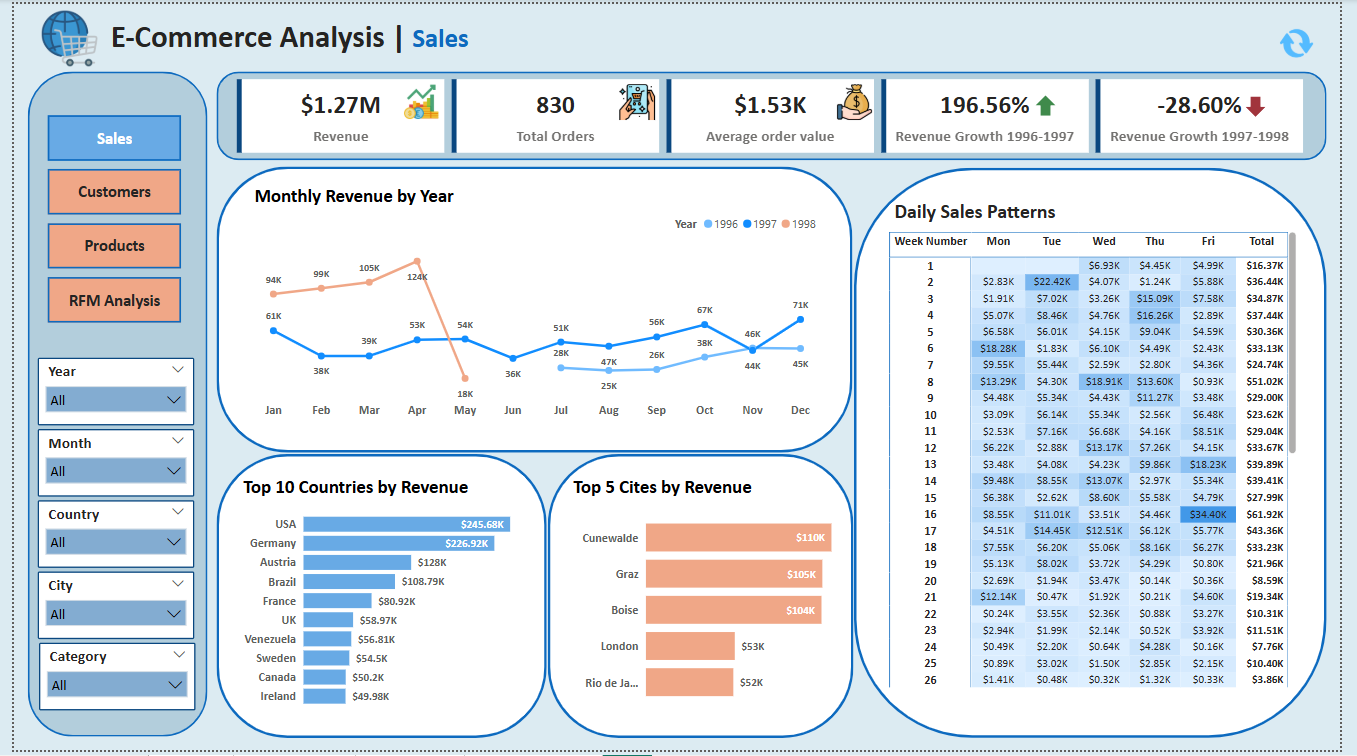 E-Commerce Analysis | Sales
$1.27M
Revenue
830
Total Orders
$1.53K
Average order value
196.56%
Revenue Growth 1996-1997
-28.60%
Revenue Growth 1997-1998
Sales
Customers
Products
RFM Analysis
Year
All
Month
All
Country
All
City
All
Category
All
Monthly Revenue by Year
Year 1996 1997 1998
94K 99K 105K 124K 18K
61K 38K 39K 53K 54K 36K 51K 47K 56K 67K 44K 71K
28K 25K 26K 38K 46K 45K
Jan Feb Mar Apr May Jun Jul Aug Sep Oct Nov Dec
Top 10 Countries by Revenue
USA $245.68K
Germany $226.92K
Austria $128K
Brazil $108.79K
France $80.92K
UK $58.97K
Venezuela $56.81K
Sweden $54.5K
Canada $50.2K
Ireland $49.98K
Top 5 Cites by Revenue
Cunewalde $110K
Graz $105K
Boise $104K
London $53K
Rio de Ja... $52K
Daily Sales Patterns
Week Number Mon Tue Wed Thu Fri Total
1 $6.93K $4.45K $4.99K $16.37K
2 $2.83K $22.42K $4.07K $1.24K $5.88K $36.44K
3 $1.91K $7.02K $3.26K $15.09K $7.58K $34.87K
4 $5.07K $8.46K $4.76K $16.26K $2.89K $37.44K
5 $6.58K $6.01K $4.15K $9.04K $4.59K $30.36K
6 $18.28K $1.83K $6.10K $4.49K $2.43K $33.13K
7 $9.55K $5.44K $2.59K $2.80K $4.36K $24.74K
8 $13.29K $4.30K $18.91K $13.60K $0.93K $51.02K
9 $4.48K $5.34K $4.43K $11.27K $3.48K $29.00K
10 $3.09K $6.14K $5.34K $2.56K $6.48K $23.62K
11 $2.53K $7.16K $6.68K $4.16K $8.51K $29.04K
12 $6.22K $2.88K $13.17K $7.26K $4.15K $33.67K
13 $3.48K $4.08K $4.23K $9.86K $18.23K $39.89K
14 $9.48K $8.55K $13.07K $2.97K $5.34K $39.41K
15 $6.38K $2.62K $8.60K $5.58K $4.79K $27.99K
16 $8.55K $11.01K $3.51K $4.46K $34.40K $61.92K
17 $4.51K $14.45K $12.51K $6.12K $5.77K $43.36K
18 $7.55K $6.20K $5.06K $8.16K $6.27K $33.23K
19 $5.13K $8.02K $3.72K $4.29K $0.80K $21.96K
20 $2.69K $1.94K $3.47K $0.14K $0.36K $8.59K
21 $12.14K $0.47K $1.92K $0.21K $4.60K $19.34K
22 $0.24K $3.55K $2.36K $0.88K $3.27K $10.31K
23 $2.94K $1.99K $2.14K $0.52K $3.92K $11.51K
24 $0.49K $2.20K $0.64K $4.28K $0.16K $7.76K
25 $0.89K $3.02K $1.50K $2.85K $2.15K $10.40K
26 $1.41K $0.48K $0.32K $1.32K $0.33K $3.86K